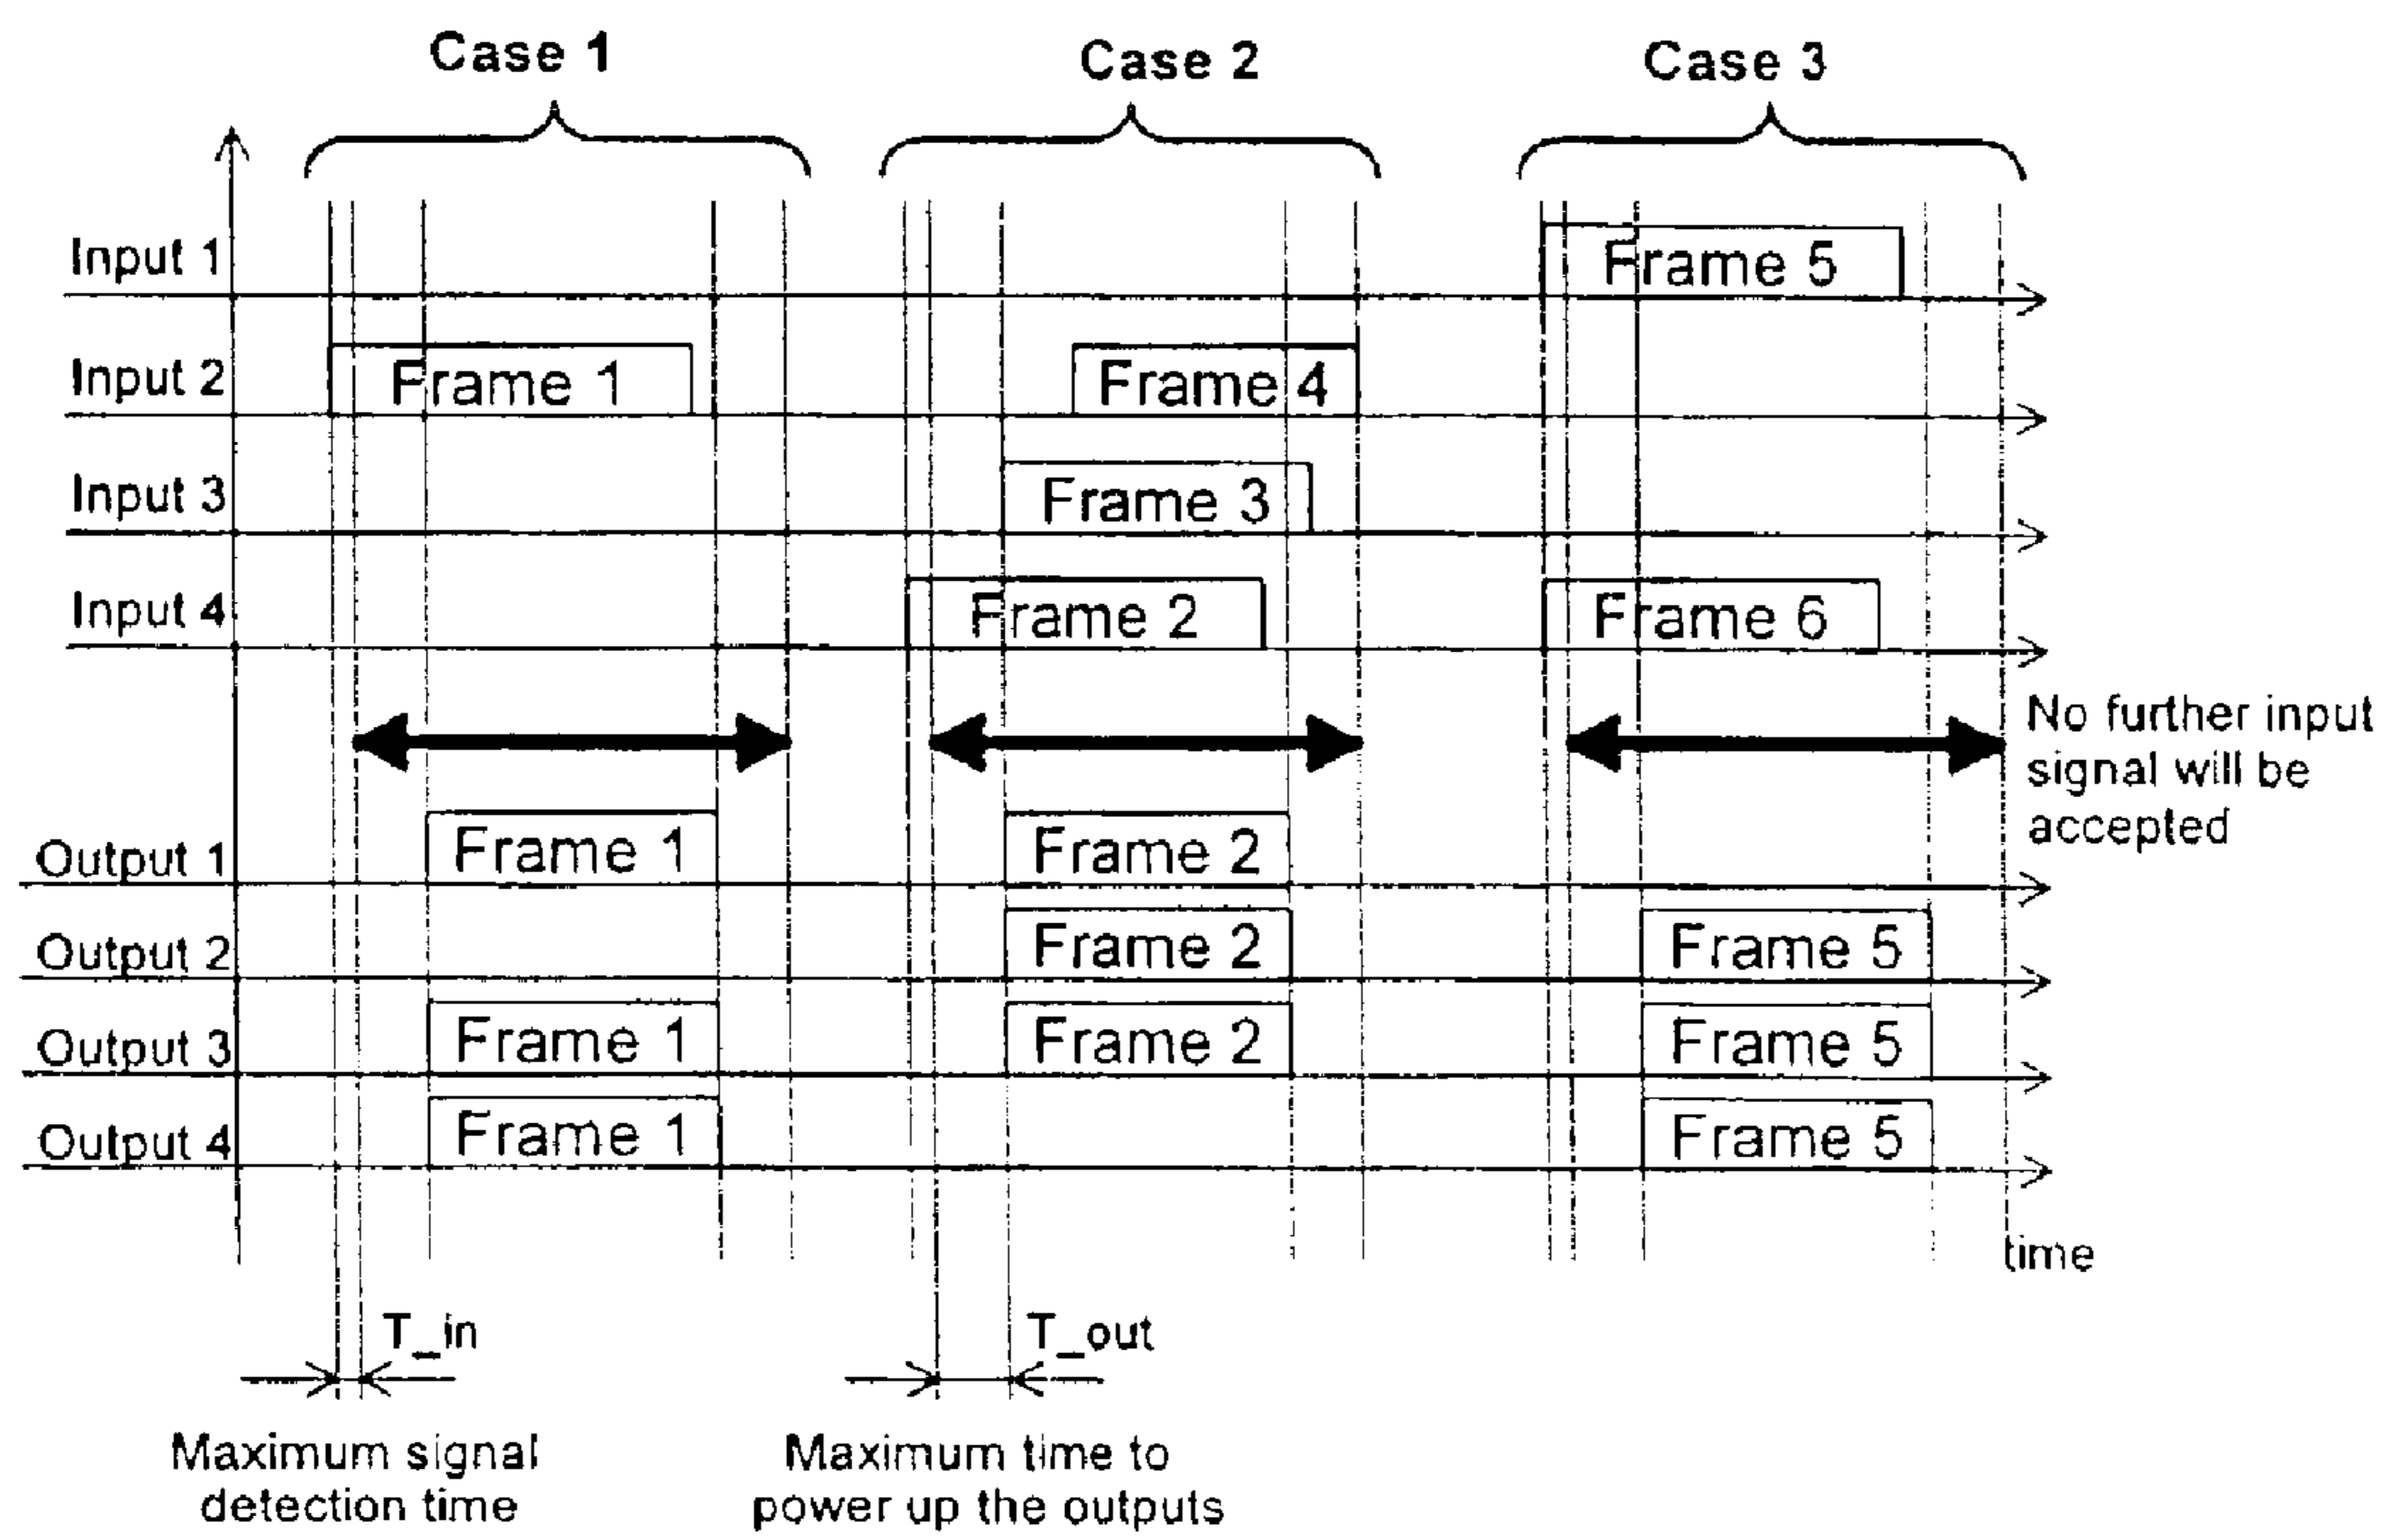 Case 1
Case 2
Case 3
Input 1
Frame 5
Input 2
Frame 1
Frame 4
Input 3
Frame 3
Input 4
Frame 2
Frame 6
No further input
signal will be
accepted
Output 1
Frame 1
Frame 2
Output 2
Frame 2
Frame 5
Output 3
Frame 1
Frame 2
Frame 5
Output 4
Frame 1
Frame 5
time
T_in
T_out
Maximum signal
detection time
Maximum time to
power up the outputs